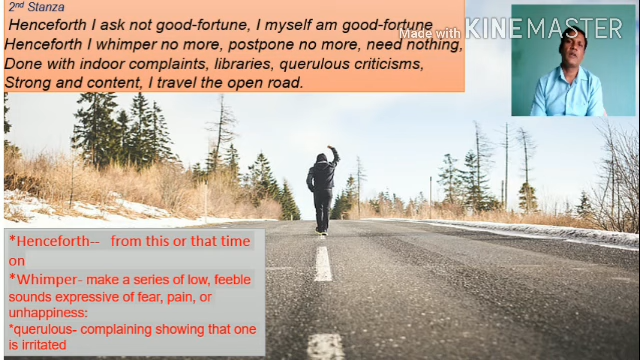 2nd Stanza
Henceforth I ask not good-fortune, I myself am good-fortune
Made with KINEMASTER
Henceforth I whimper no more, postpone no more, need nothing,
Done with indoor complaints, libraries, querulous criticisms,
Strong and content, I travel the open road.
*Henceforth-- from this or that time
on
*Whimper- make a series of low, feeble
sounds expressive of fear, pain, or
unhappiness:
*querulous- complaining showing that one
is irritated